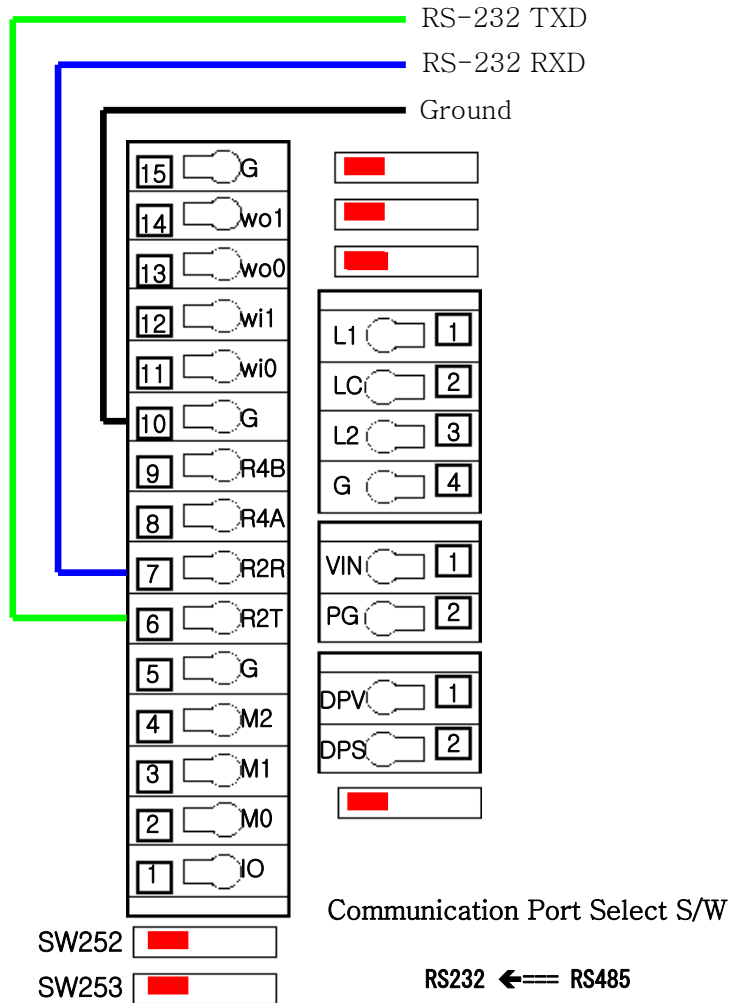 RS-232 TXD
RS-232 RXD
Ground
15 G
14 wo1
13 wo0
12 wi1
11 wi0
10 G
9 R4B
8 R4A
7 R2R
6 R2T
5 G
4 M2
3 M1
2 M0
1 IO
L1 1
LC 2
L2 3
G 4
VIN 1
PG 2
DPV 1
DPS 2
Communication Port Select S/W
SW252
SW253
RS232 🡸=== RS485